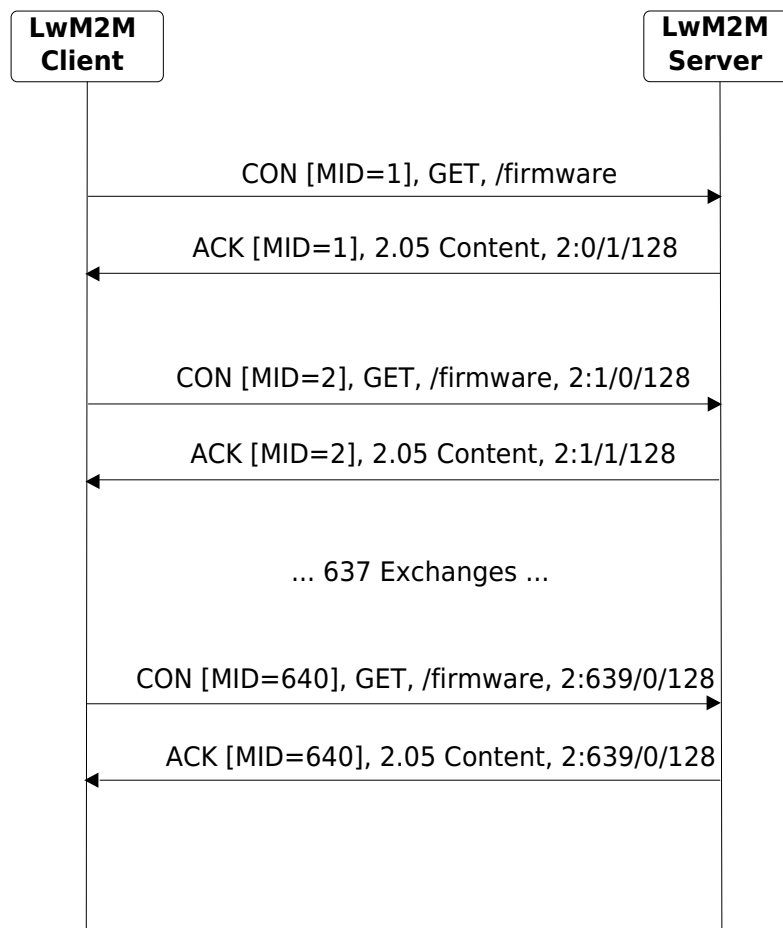 LwM2M
Client
LwM2M
Server
CON [MID=1], GET, /firmware
ACK [MID=1], 2.05 Content, 2:0/1/128
CON [MID=2], GET, /firmware, 2:1/0/128
ACK [MID=2], 2.05 Content, 2:1/1/128
... 637 Exchanges ...
CON [MID=640], GET, /firmware, 2:639/0/128
ACK [MID=640], 2.05 Content, 2:639/0/128